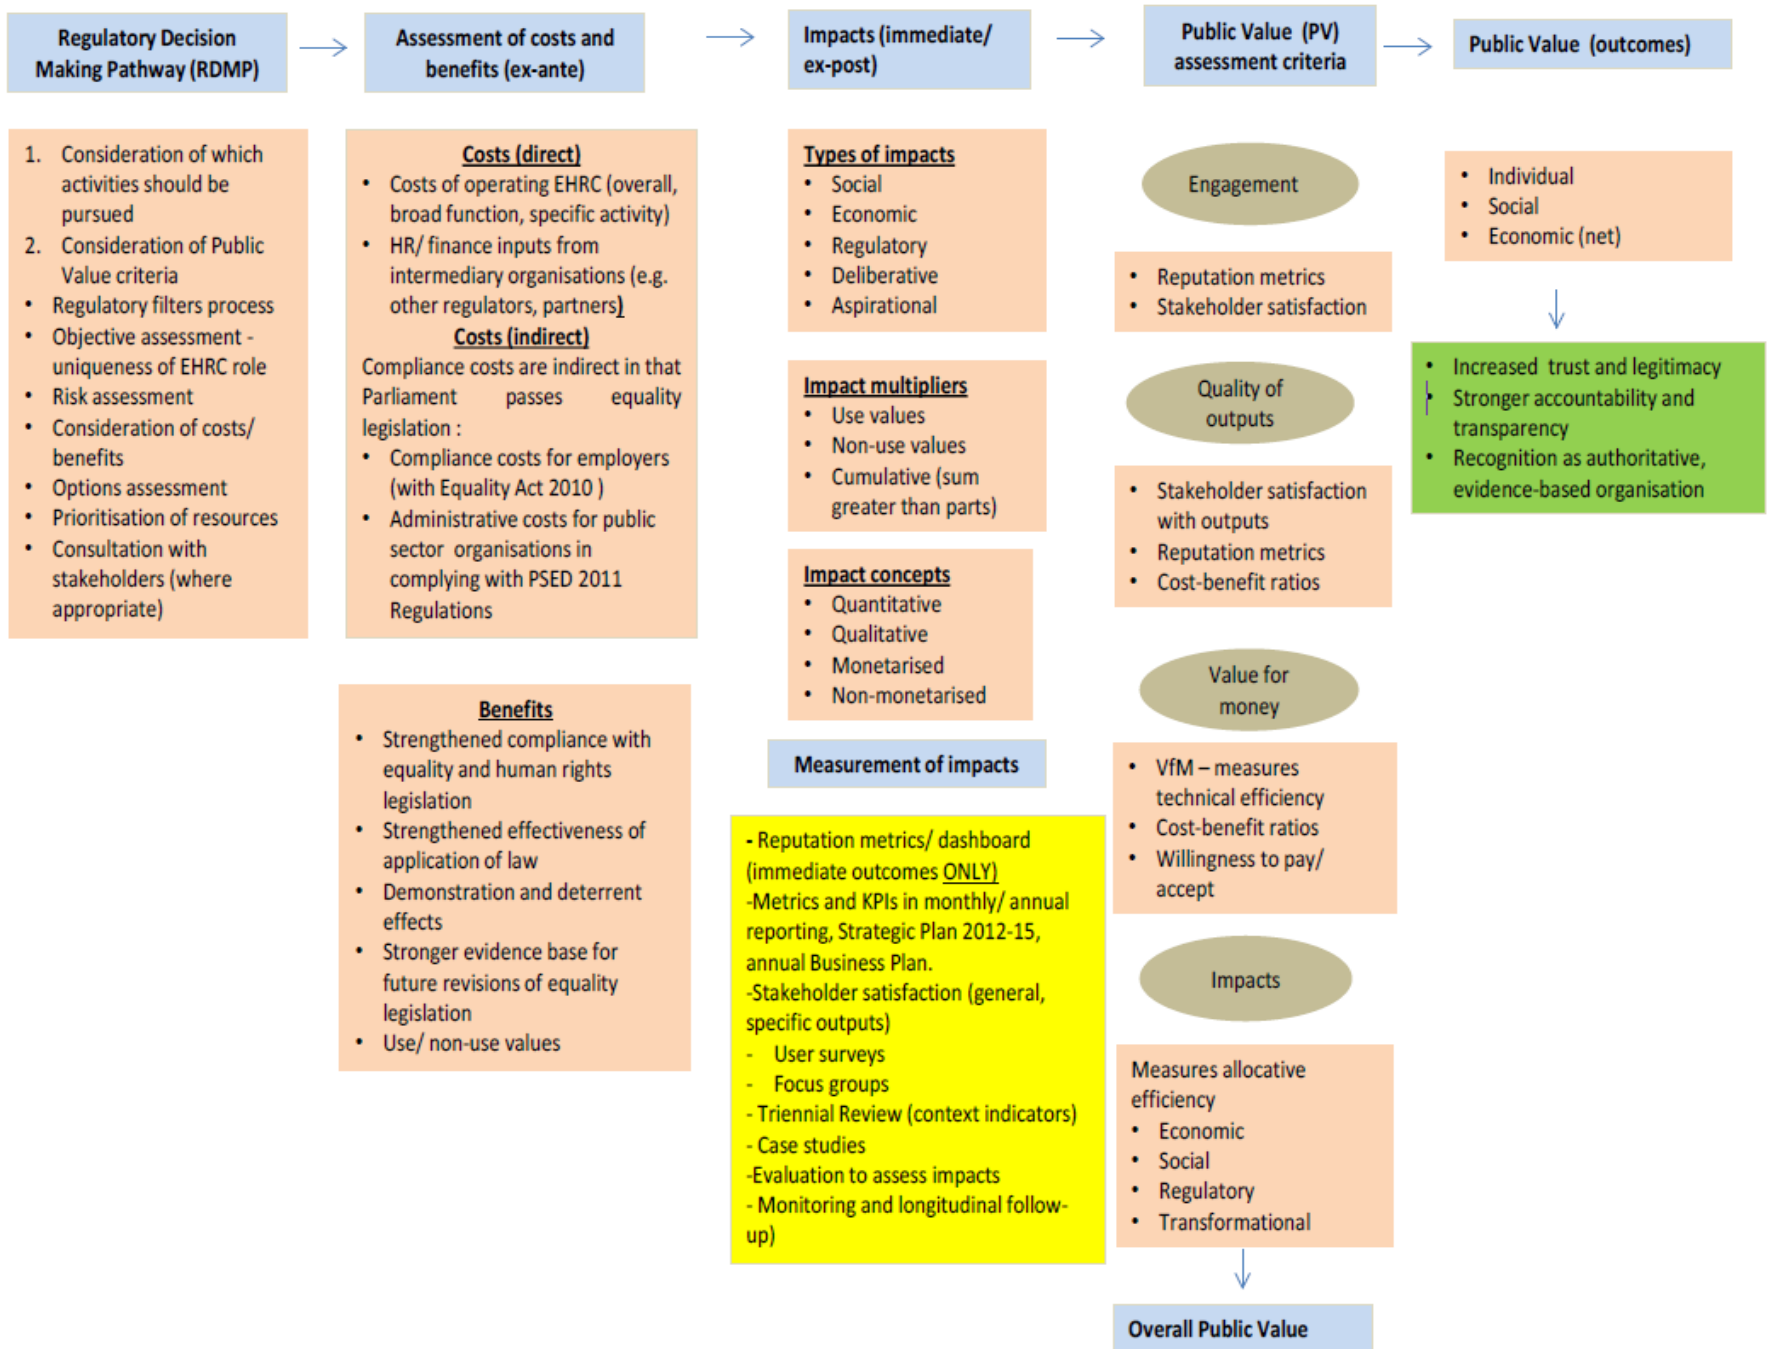 Regulatory Decision
Making Pathway (RDMP)
Assessment of costs and
benefits (ex-ante)
Impacts (immediate/
ex-post)
Public Value (PV)
assessment criteria
Public Value (outcomes)
1. Consideration of which
activities should be
pursued
2. Consideration of Public
Value criteria
• Regulatory filters process
• Objective assessment -
uniqueness of EHRC role
• Risk assessment
• Consideration of costs/
benefits
• Options assessment
• Prioritisation of resources
• Consultation with
stakeholders (where
appropriate)
Costs (direct)
• Costs of operating EHRC (overall,
broad function, specific activity)
• HR/ finance inputs from
intermediary organisations (e.g.
other regulators, partners)
Costs (indirect)
Compliance costs are indirect in that
Parliament passes equality
legislation :
• Compliance costs for employers
(with Equality Act 2010 )
• Administrative costs for public
sector organisations in
complying with PSED 2011
Regulations
Benefits
• Strengthened compliance with
equality and human rights
legislation
• Strengthened effectiveness of
application of law
• Demonstration and deterrent
effects
• Stronger evidence base for
future revisions of equality
legislation
• Use/ non-use values
Types of impacts
• Social
• Economic
• Regulatory
• Deliberative
• Aspirational
Impact multipliers
• Use values
• Non-use values
• Cumulative (sum
greater than parts)
Impact concepts
• Quantitative
• Qualitative
• Monetarised
• Non-monetarised
Measurement of impacts
- Reputation metrics/ dashboard
(immediate outcomes ONLY)
-Metrics and KPIs in monthly/ annual
reporting, Strategic Plan 2012-15,
annual Business Plan.
-Stakeholder satisfaction (general,
specific outputs)
- User surveys
- Focus groups
- Triennial Review (context indicators)
- Case studies
-Evaluation to assess impacts
- Monitoring and longitudinal follow-
up)
Engagement
• Reputation metrics
• Stakeholder satisfaction
Quality of
outputs
• Stakeholder satisfaction
with outputs
• Reputation metrics
• Cost-benefit ratios
Value for
money
• VfM – measures
technical efficiency
• Cost-benefit ratios
• Willingness to pay/
accept
Impacts
Measures allocative
efficiency
• Economic
• Social
• Regulatory
• Transformational
Overall Public Value
• Individual
• Social
• Economic (net)
• Increased trust and legitimacy
• Stronger accountability and
transparency
• Recognition as authoritative,
evidence-based organisation